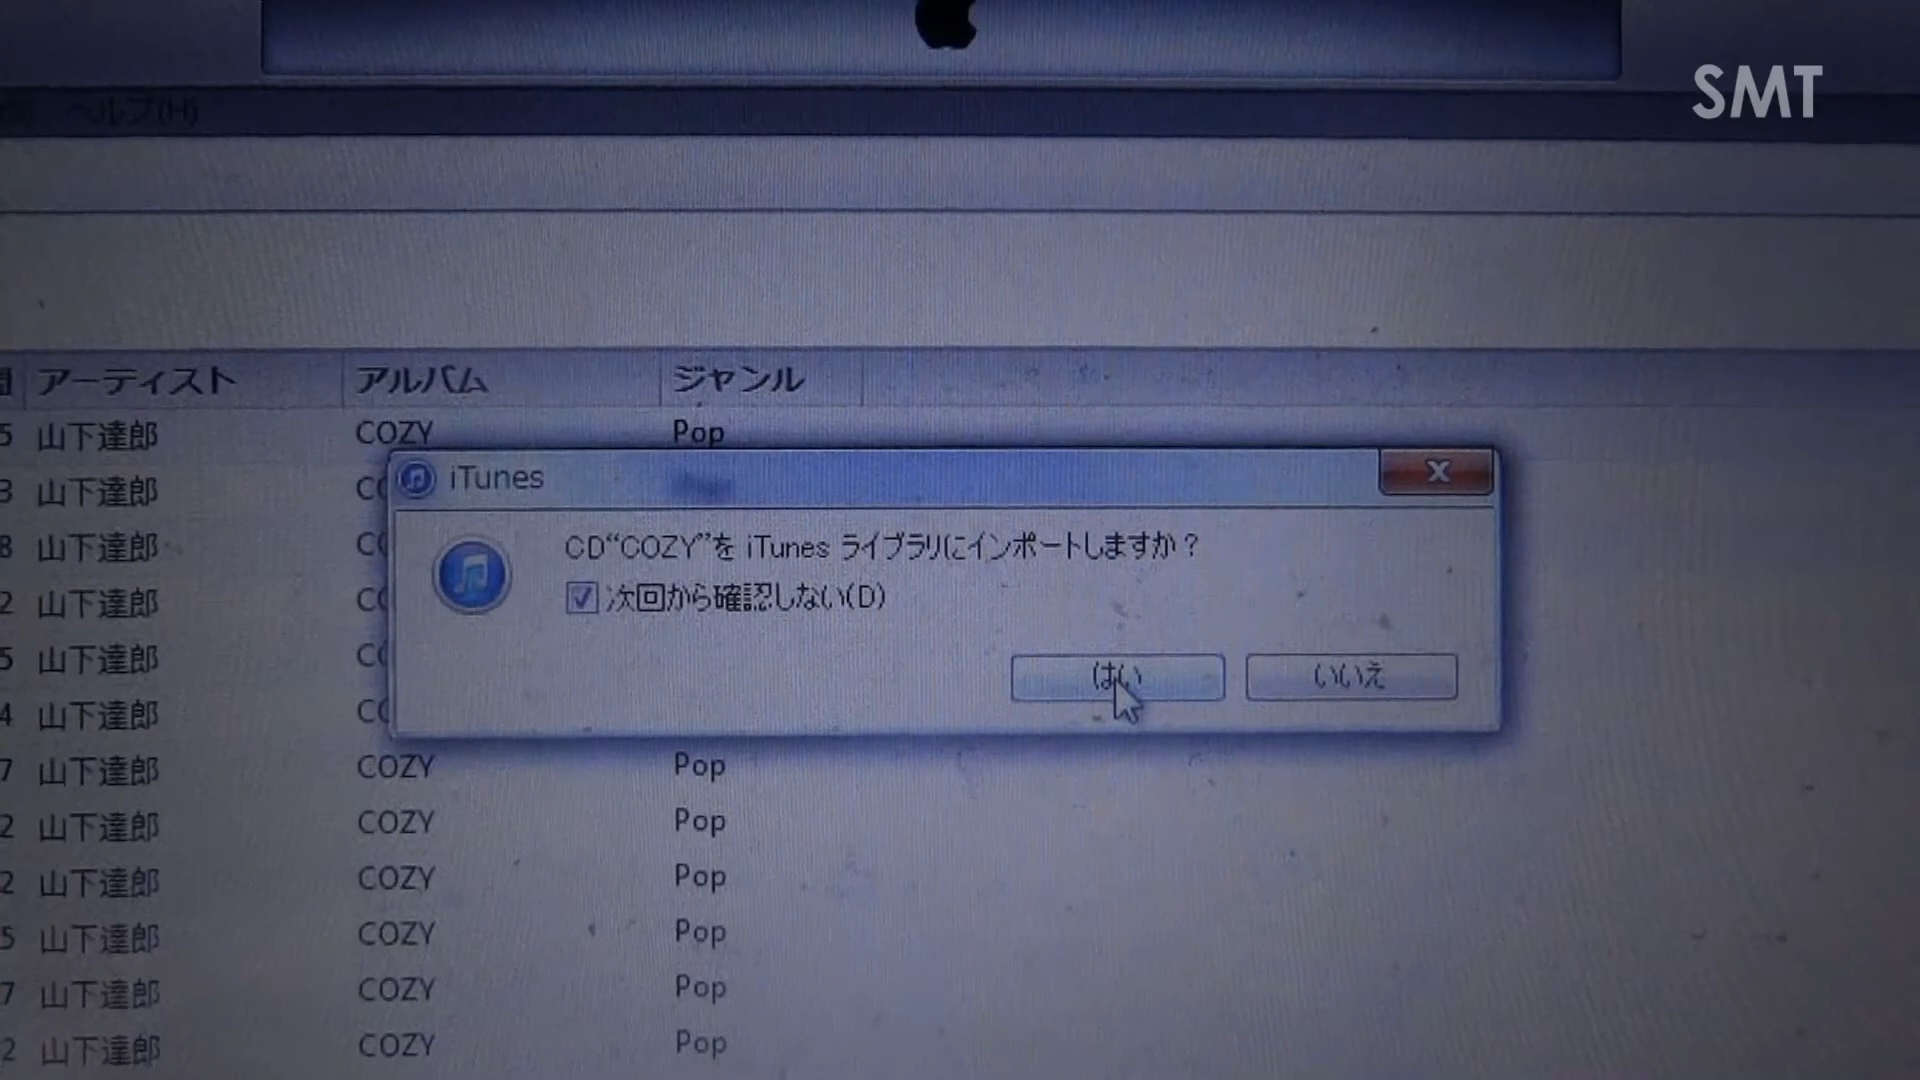 SMT
ヘルプ(H)
アーティスト アルバム ジャンル
5 山下達郎 COZY Pop
3 山下達郎
8 山下達郎
2 山下達郎
5 山下達郎
4 山下達郎
iTunes
CD“COZY”を iTunes ライブラリにインポートしますか？
次回から確認しない(D)
はい いいえ
7 山下達郎 COZY Pop
2 山下達郎 COZY Pop
2 山下達郎 COZY Pop
5 山下達郎 COZY Pop
7 山下達郎 COZY Pop
2 山下達郎 COZY Pop